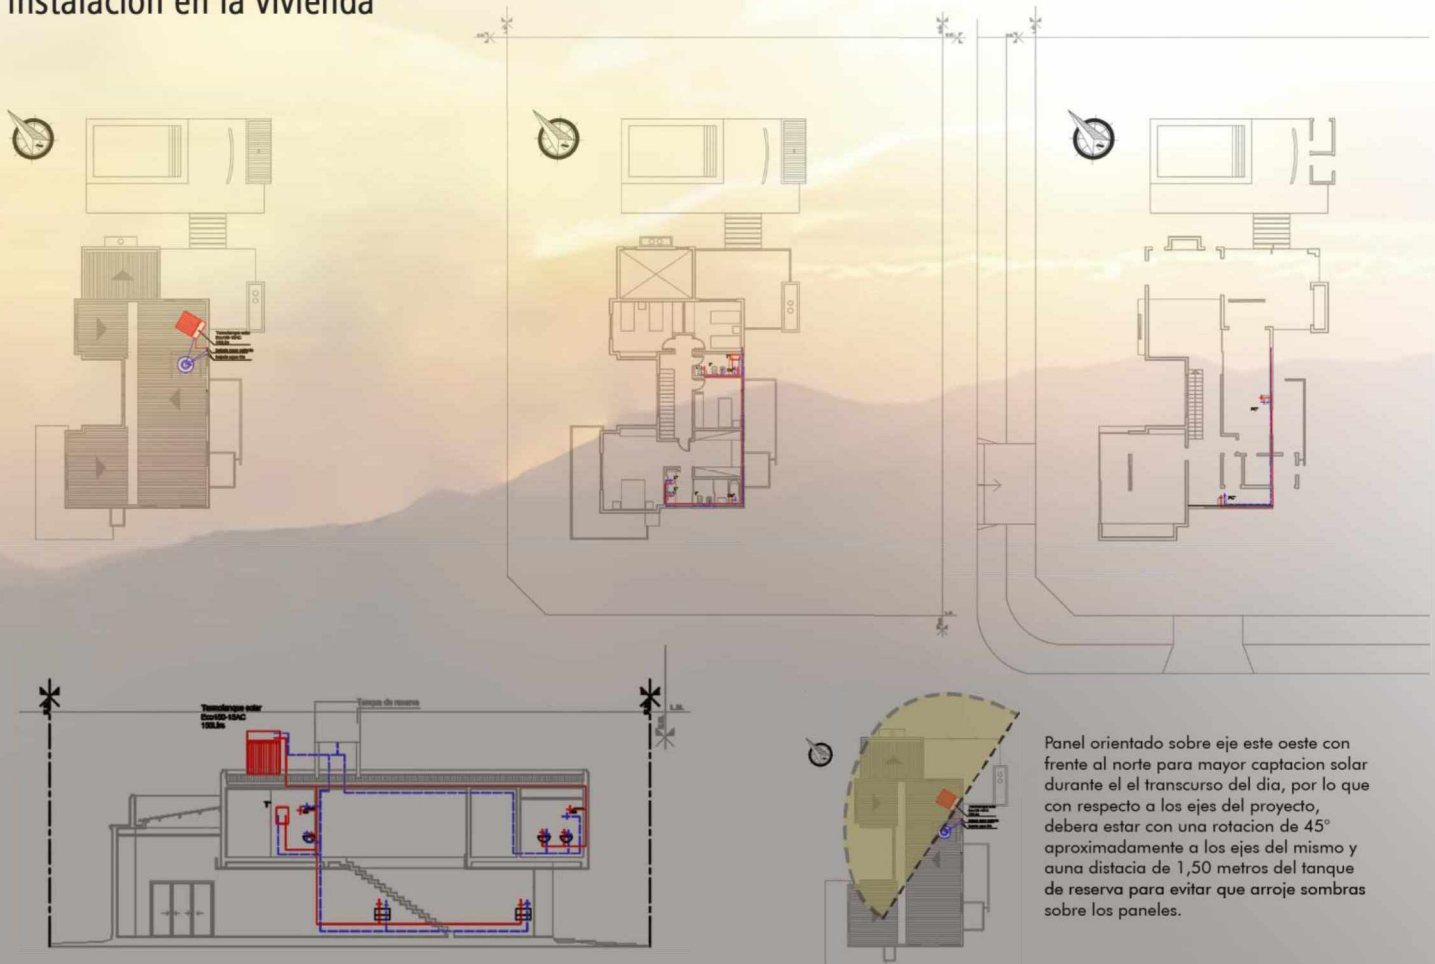 Instalación en la vivienda
Termotanque solar
Tanque de reserva
150Lts
L.M.
Panel orientado sobre eje este oeste con
frente al norte para mayor captacion solar
durante el el transcurso del dia, por lo que
con respecto a los ejes del proyecto,
debera estar con una rotacion de 45°
aproximadamente a los ejes del mismo y
auna distacia de 1,50 metros del tanque
de reserva para evitar que arroje sombras
sobre los paneles.